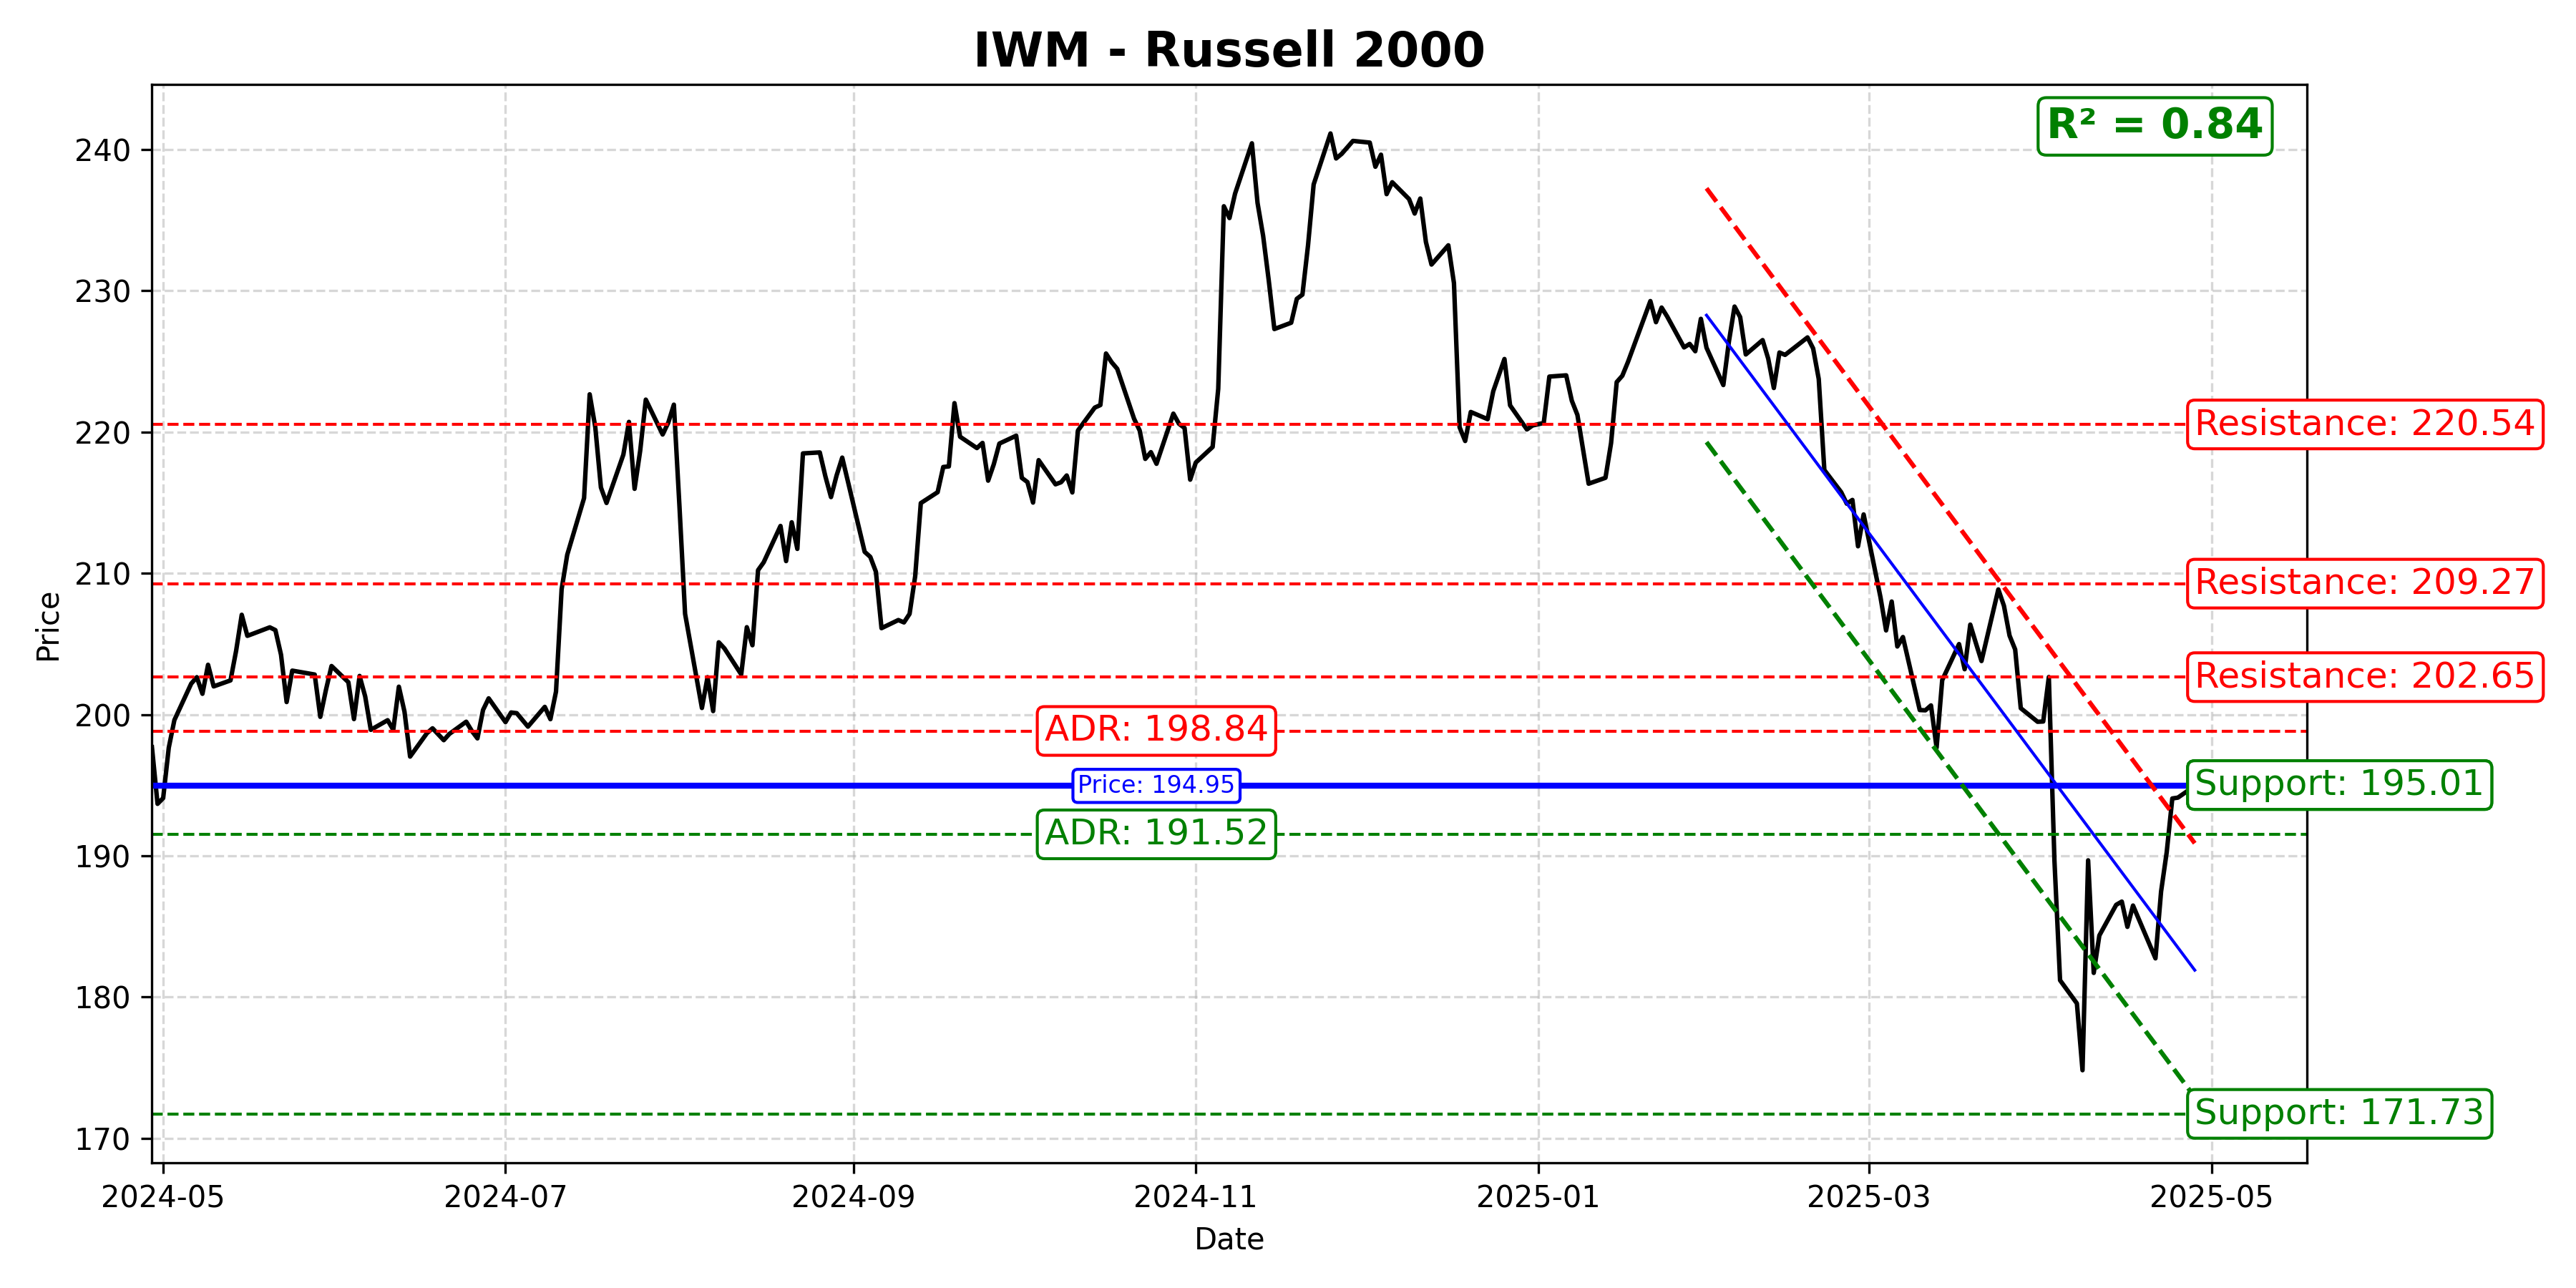 IWM - Russell 2000
R² = 0.84
240
230
220
210
200
190
180
170
Price
Resistance: 220.54
Resistance: 209.27
Resistance: 202.65
ADR: 198.84
Price: 194.95
Support: 195.01
ADR: 191.52
Support: 171.73
2024-05
2024-07
2024-09
2024-11
2025-01
2025-03
2025-05
Date